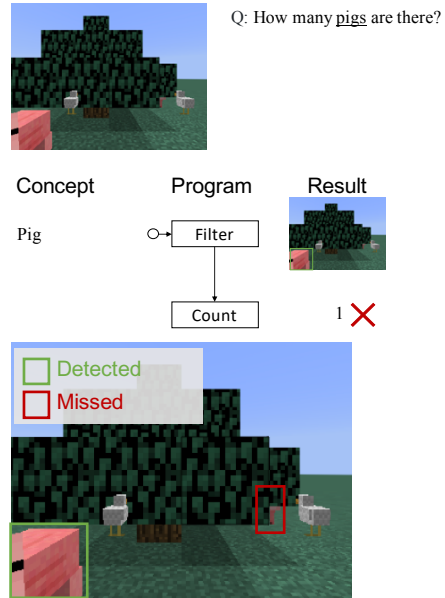 Q: How many pigs are there?
Concept Program Result
Pig Filter
Count 1
Detected
Missed